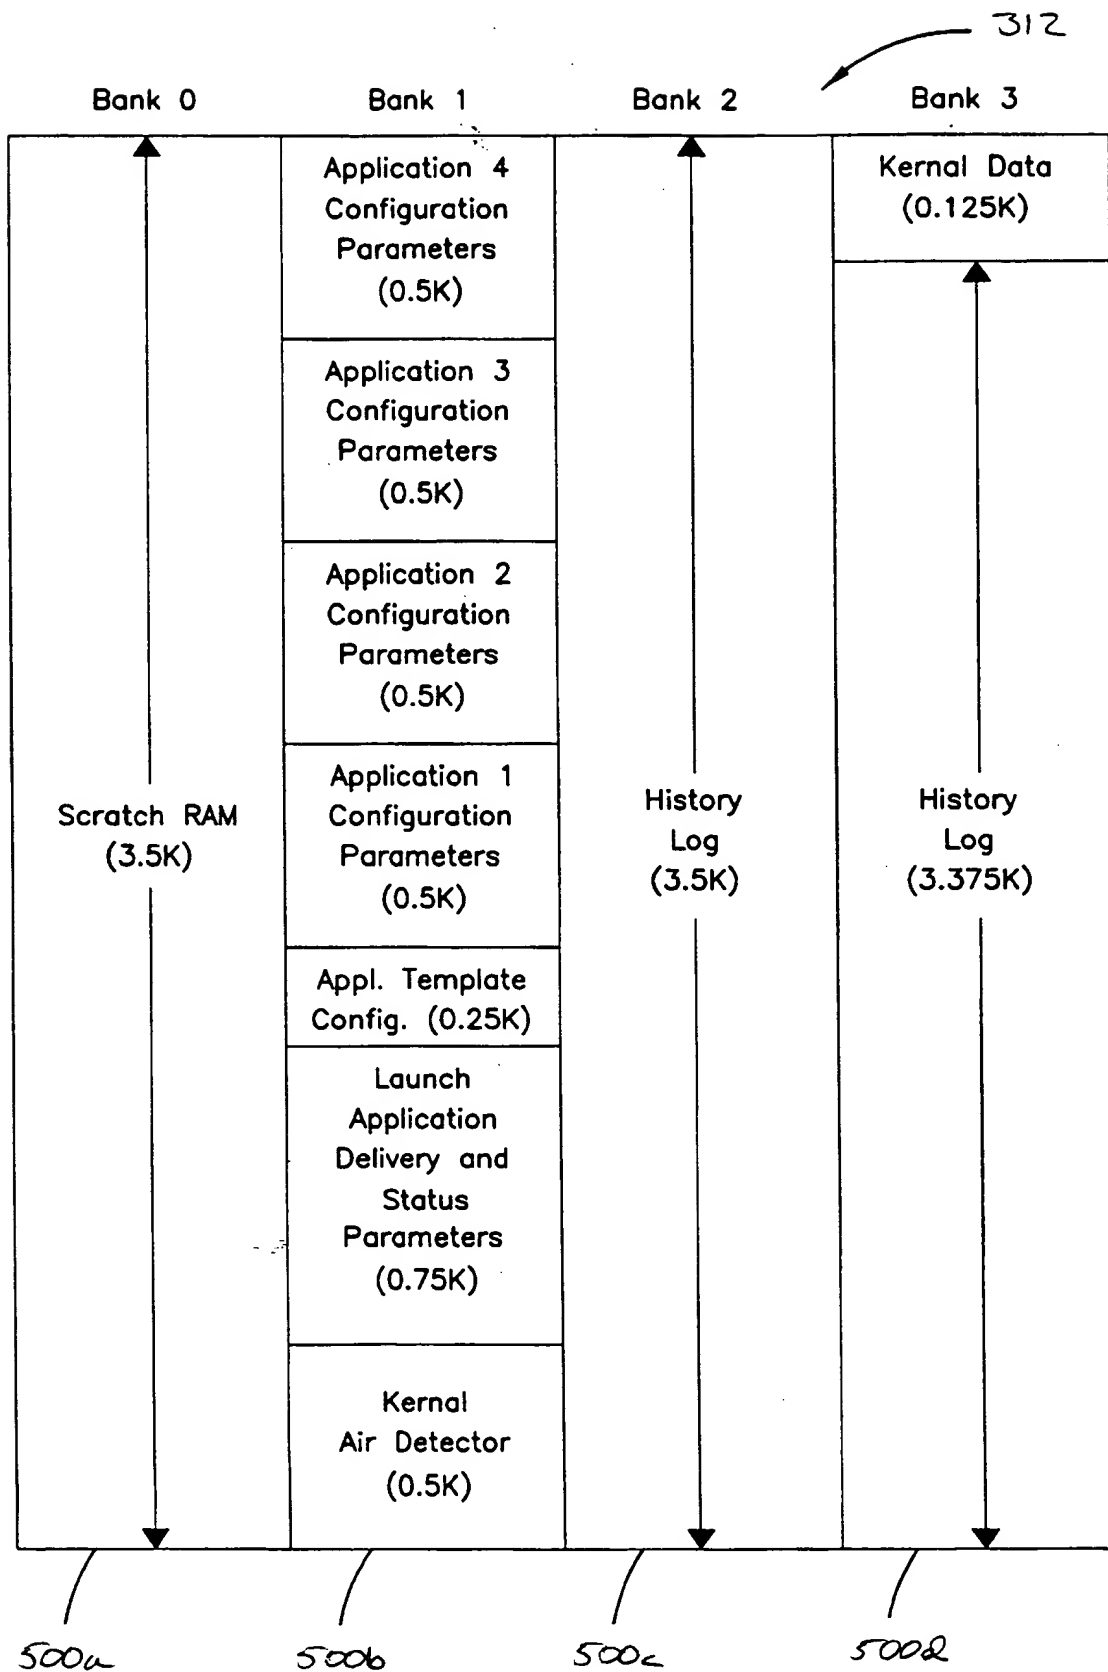 312
Bank 0
Bank 1
Bank 2
Bank 3
Application 4
Configuration
Parameters
(0.5K)
Application 3
Configuration
Parameters
(0.5K)
Application 2
Configuration
Parameters
(0.5K)
Application 1
Configuration
Parameters
(0.5K)
Appl. Template
Config. (0.25K)
Launch
Application
Delivery and
Status
Parameters
(0.75K)
Kernal
Air Detector
(0.5K)
Scratch RAM
(3.5K)
History
Log
(3.5K)
Kernal Data
(0.125K)
History
Log
(3.375K)
500a
500b
500c
500d